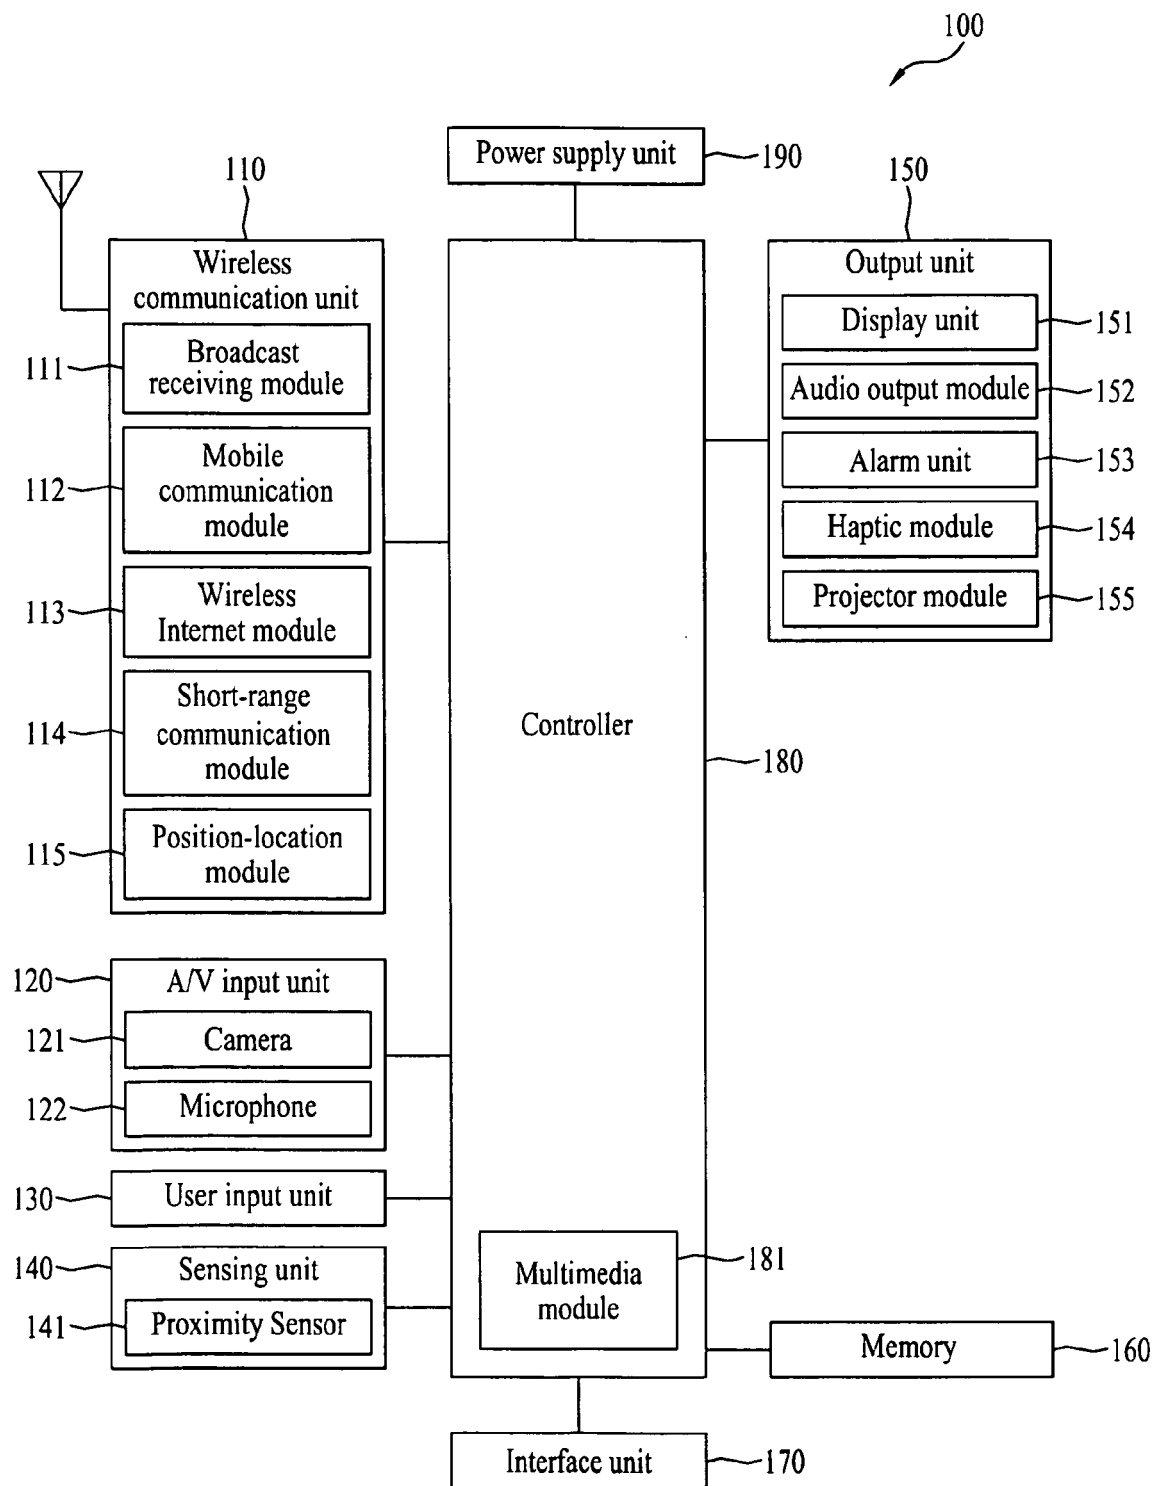 100
Power supply unit
190
110
Wireless
communication unit
111
Broadcast
receiving module
112
Mobile
communication
module
113
Wireless
Internet module
114
Short-range
communication
module
115
Position-location
module
120
A/V input unit
121
Camera
122
Microphone
130
User input unit
140
Sensing unit
141
Proximity Sensor
Controller
180
Multimedia
module
181
150
Output unit
Display unit
151
Audio output module
152
Alarm unit
153
Haptic module
154
Projector module
155
Memory
160
Interface unit
170